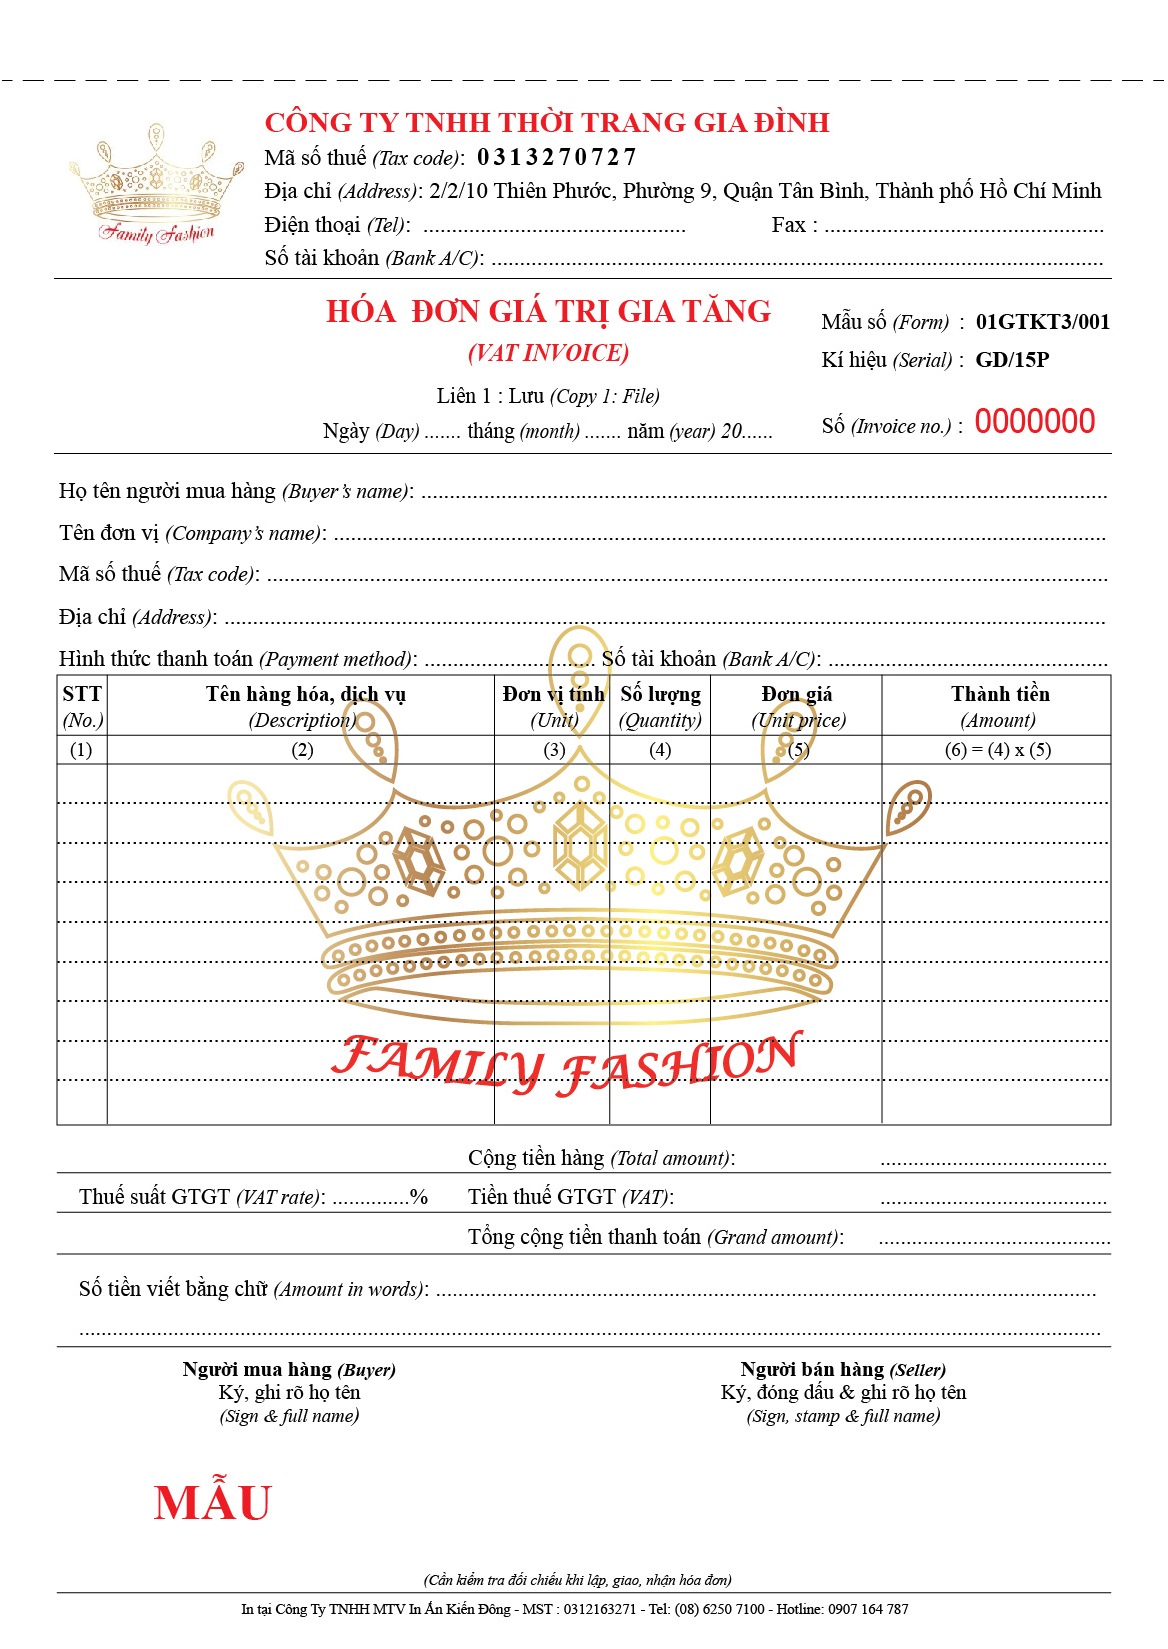 CÔNG TY TNHH THỜI TRANG GIA ĐÌNH
Mã số thuế (Tax code): 0313270727
Địa chỉ (Address): 2/2/10 Thiên Phước, Phường 9, Quận Tân Bình, Thành phố Hồ Chí Minh
Điện thoại (Tel): ............................................... Fax : ..................................................
Family Fashion
Số tài khoản (Bank A/C): .............................................................................................................
HÓA ĐƠN GIÁ TRỊ GIA TĂNG
(VAT INVOICE)
Liên 1 : Lưu (Copy 1: File)
Ngày (Day) ....... tháng (month) ....... năm (year) 20......
Mẫu số (Form) : 01GTKT3/001
Kí hiệu (Serial) : GD/15P
Số (Invoice no.) : 0000000
Họ tên người mua hàng (Buyer’s name): ..........................................................................................................................
Tên đơn vị (Company’s name): ..........................................................................................................................................
Mã số thuế (Tax code): ......................................................................................................................................................
Địa chỉ (Address): .............................................................................................................................................................
Hình thức thanh toán (Payment method): .............................. Số tài khoản (Bank A/C): ..................................................
STT Tên hàng hóa, dịch vụ Đơn vị tính Số lượng Đơn giá Thành tiền
(No.) (Description) (Unit) (Quantity) (Unit price) (Amount)
(1) (2) (3) (4) (5) (6) = (4) x (5)
FAMILY FASHION
Cộng tiền hàng (Total amount): .........................................
Thuế suất GTGT (VAT rate): ..............% Tiền thuế GTGT (VAT): .........................................
Tổng cộng tiền thanh toán (Grand amount): ..........................................
Số tiền viết bằng chữ (Amount in words): .......................................................................................................................
.........................................................................................................................................................................................
Người mua hàng (Buyer) Người bán hàng (Seller)
Ký, ghi rõ họ tên Ký, đóng dấu & ghi rõ họ tên
(Sign & full name) (Sign, stamp & full name)
MẪU
(Cần kiểm tra đối chiếu khi lập, giao, nhận hóa đơn)
In tại Công Ty TNHH MTV In Ấn Kiến Đông - MST : 0312163271 - Tel: (08) 6250 7100 - Hotline: 0907 164 787